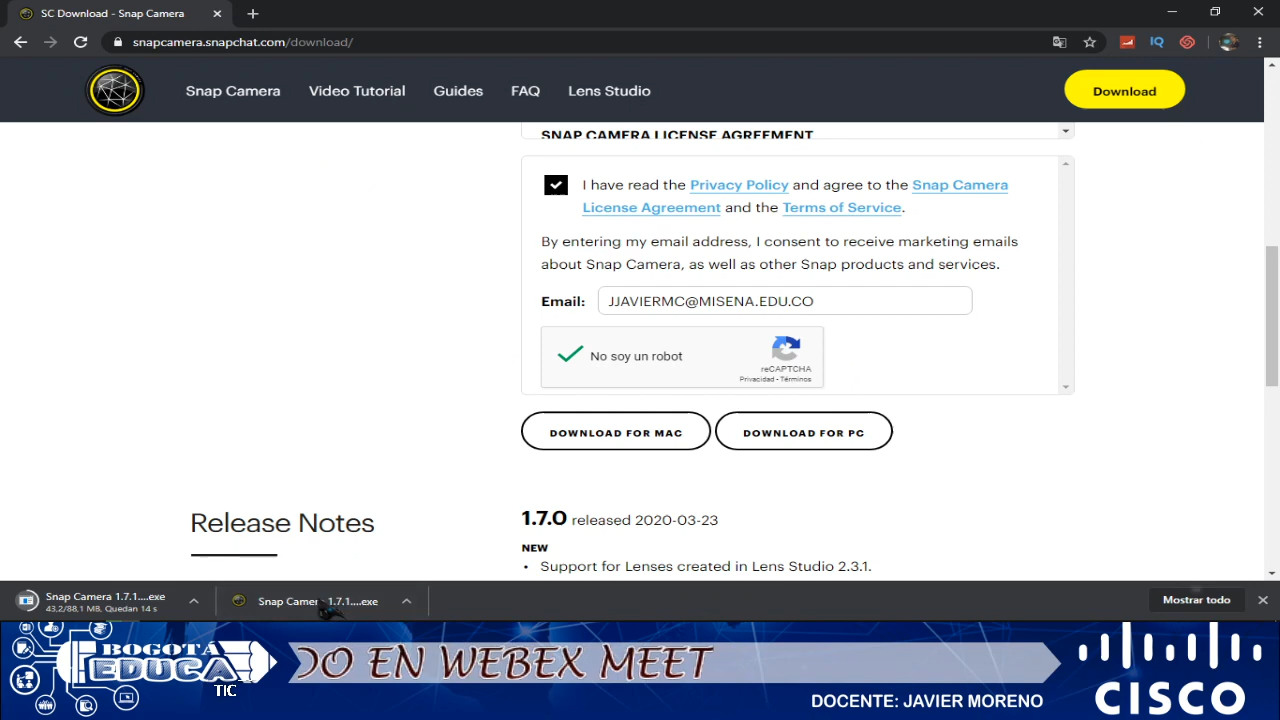 SC Download - Snap Camera
snapcamera.snapchat.com/download/
IQ
Snap Camera Video Tutorial Guides FAQ Lens Studio Download
SNAP CAMERA LICENSE AGREEMENT
I have read the Privacy Policy and agree to the Snap Camera
License Agreement and the Terms of Service.
By entering my email address, I consent to receive marketing emails
about Snap Camera, as well as other Snap products and services.
Email: JJAVIERMC@MISENA.EDU.CO
No soy un robot
reCAPTCHA
Privacidad - Términos
DOWNLOAD FOR MAC DOWNLOAD FOR PC
Release Notes
1.7.0 released 2020-03-23
NEW
• Support for Lenses created in Lens Studio 2.3.1.
Snap Camera 1.7.1....exe
43,2/88,1 MB, Quedan 14 s
Snap Camera 1.7.1....exe
Mostrar todo
BOGOTA
EDUCA
TIC
DO EN WEBEX MEET
DOCENTE: JAVIER MORENO
CISCO